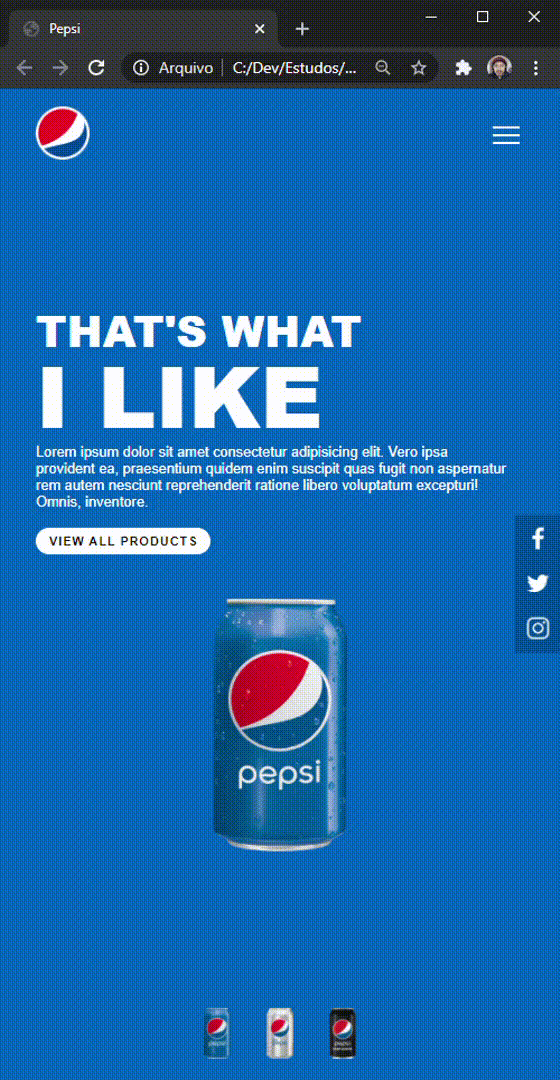 Pepsi
Arquivo
C:/Dev/Estudos/...
THAT'S WHAT
I LIKE
Lorem ipsum dolor sit amet consectetur adipisicing elit. Vero ipsa
provident ea, praesentium quidem enim suscipit quas fugit non aspernatur
rem autem nesciunt reprehenderit ratione libero voluptatum excepturi!
Omnis, inventore.
VIEW ALL PRODUCTS
pepsi